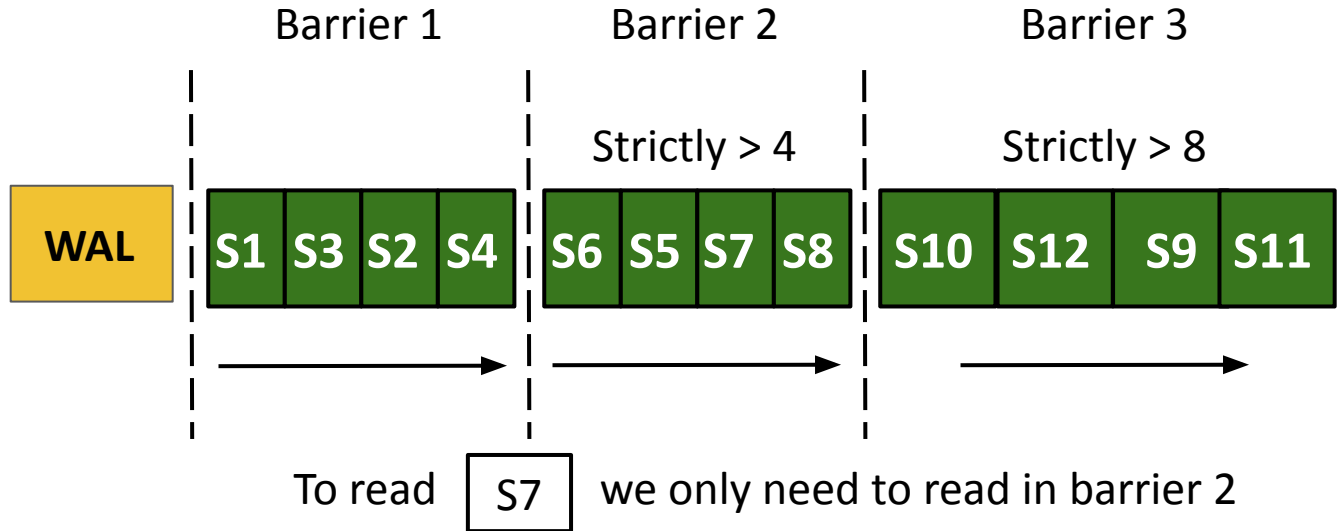 Barrier 1 Barrier 2 Barrier 3
Strictly > 4 Strictly > 8
WAL S1 S3 S2 S4 S6 S5 S7 S8 S10 S12 S9 S11
To read S7 we only need to read in barrier 2